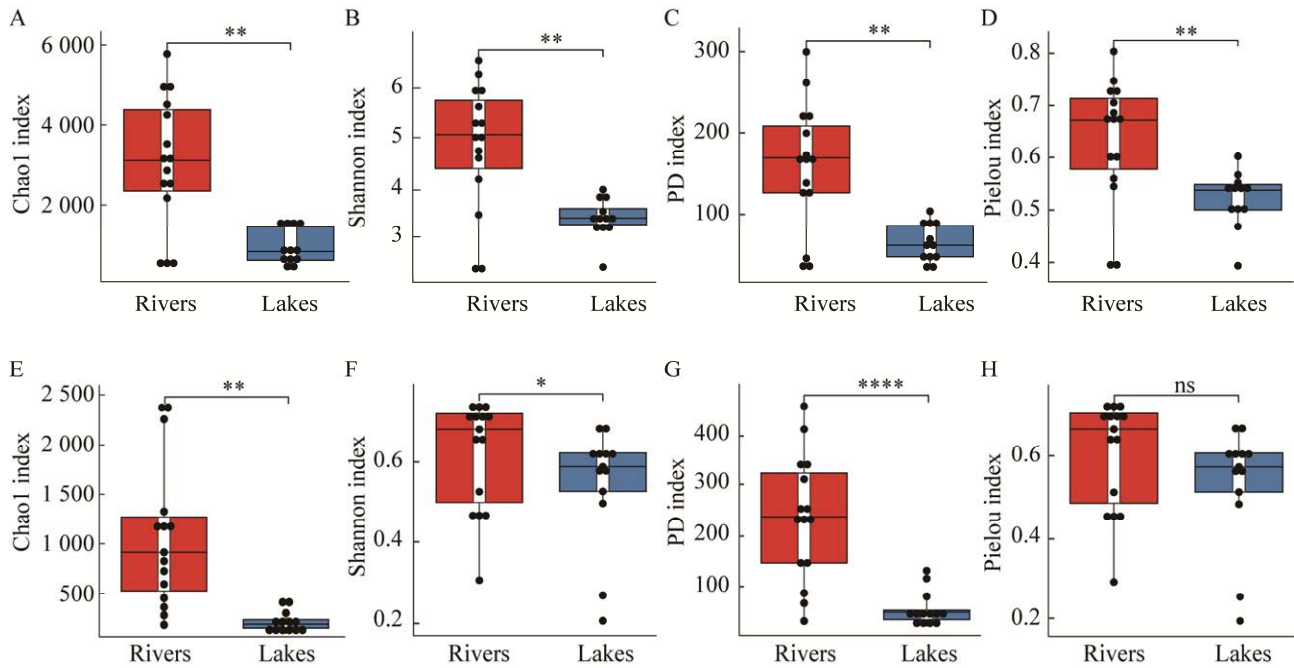 A
Chao1 index
**
6 000
4 000
2 000
Rivers
Lakes
B
Shannon index
**
6
5
4
3
Rivers
Lakes
C
PD index
**
300
200
100
Rivers
Lakes
D
Pielou index
**
0.8
0.7
0.6
0.5
0.4
Rivers
Lakes
E
Chao1 index
**
2 500
2 000
1 500
1 000
500
Rivers
Lakes
F
Shannon index
*
0.6
0.4
0.2
Rivers
Lakes
G
PD index
****
400
300
200
100
Rivers
Lakes
H
Pielou index
ns
0.6
0.4
0.2
Rivers
Lakes